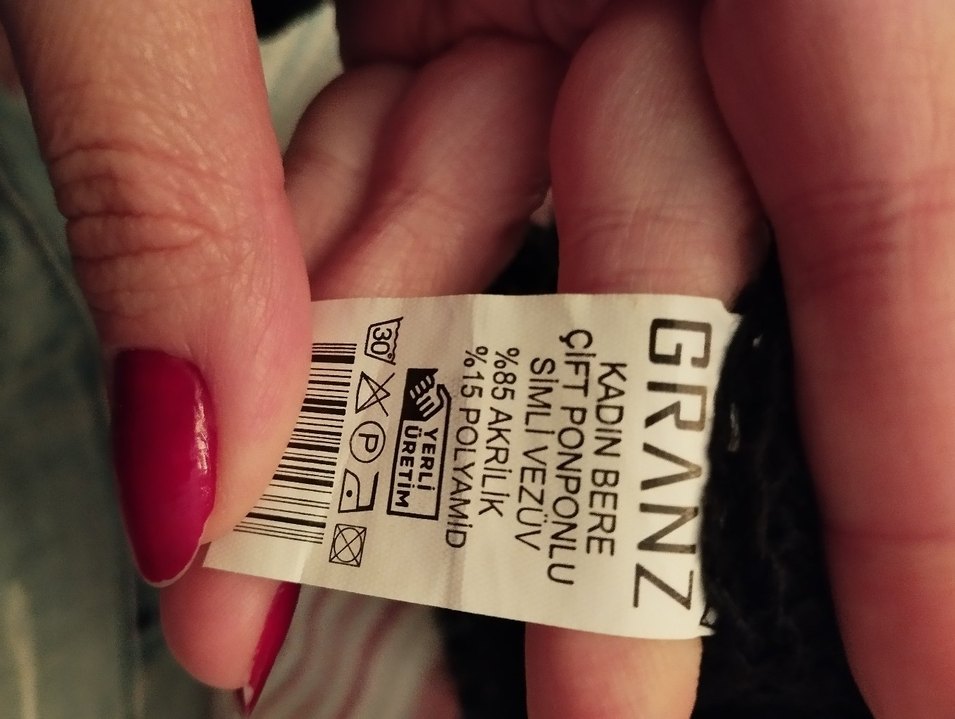 GRANZ
KADIN BERE
ÇİFT PONPONLU
SİMLİ VEZÜV
%85 AKRİLİK
%15 POLYAMİD
YERLİ
ÜRETİM
30°
P